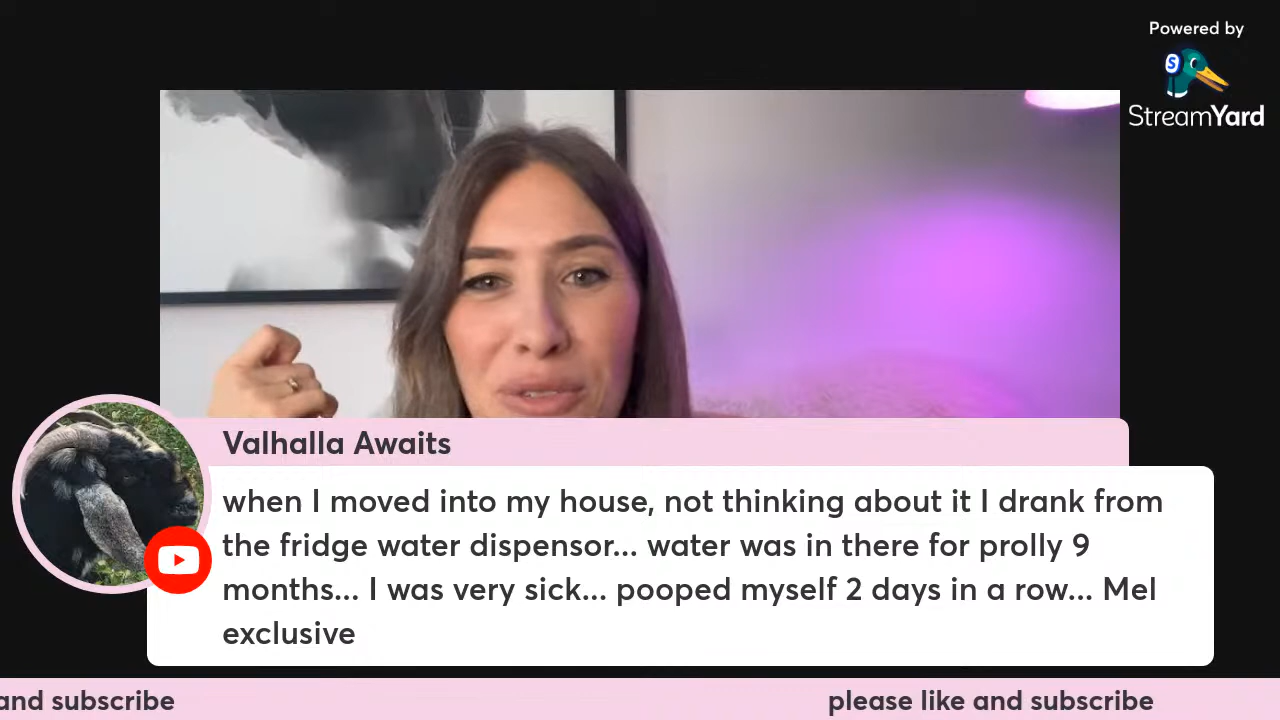 Powered by
S
StreamYard
Valhalla Awaits
when I moved into my house, not thinking about it I drank from
the fridge water dispensor... water was in there for prolly 9
months... I was very sick... pooped myself 2 days in a row... Mel
exclusive
and subscribe
please like and subscribe